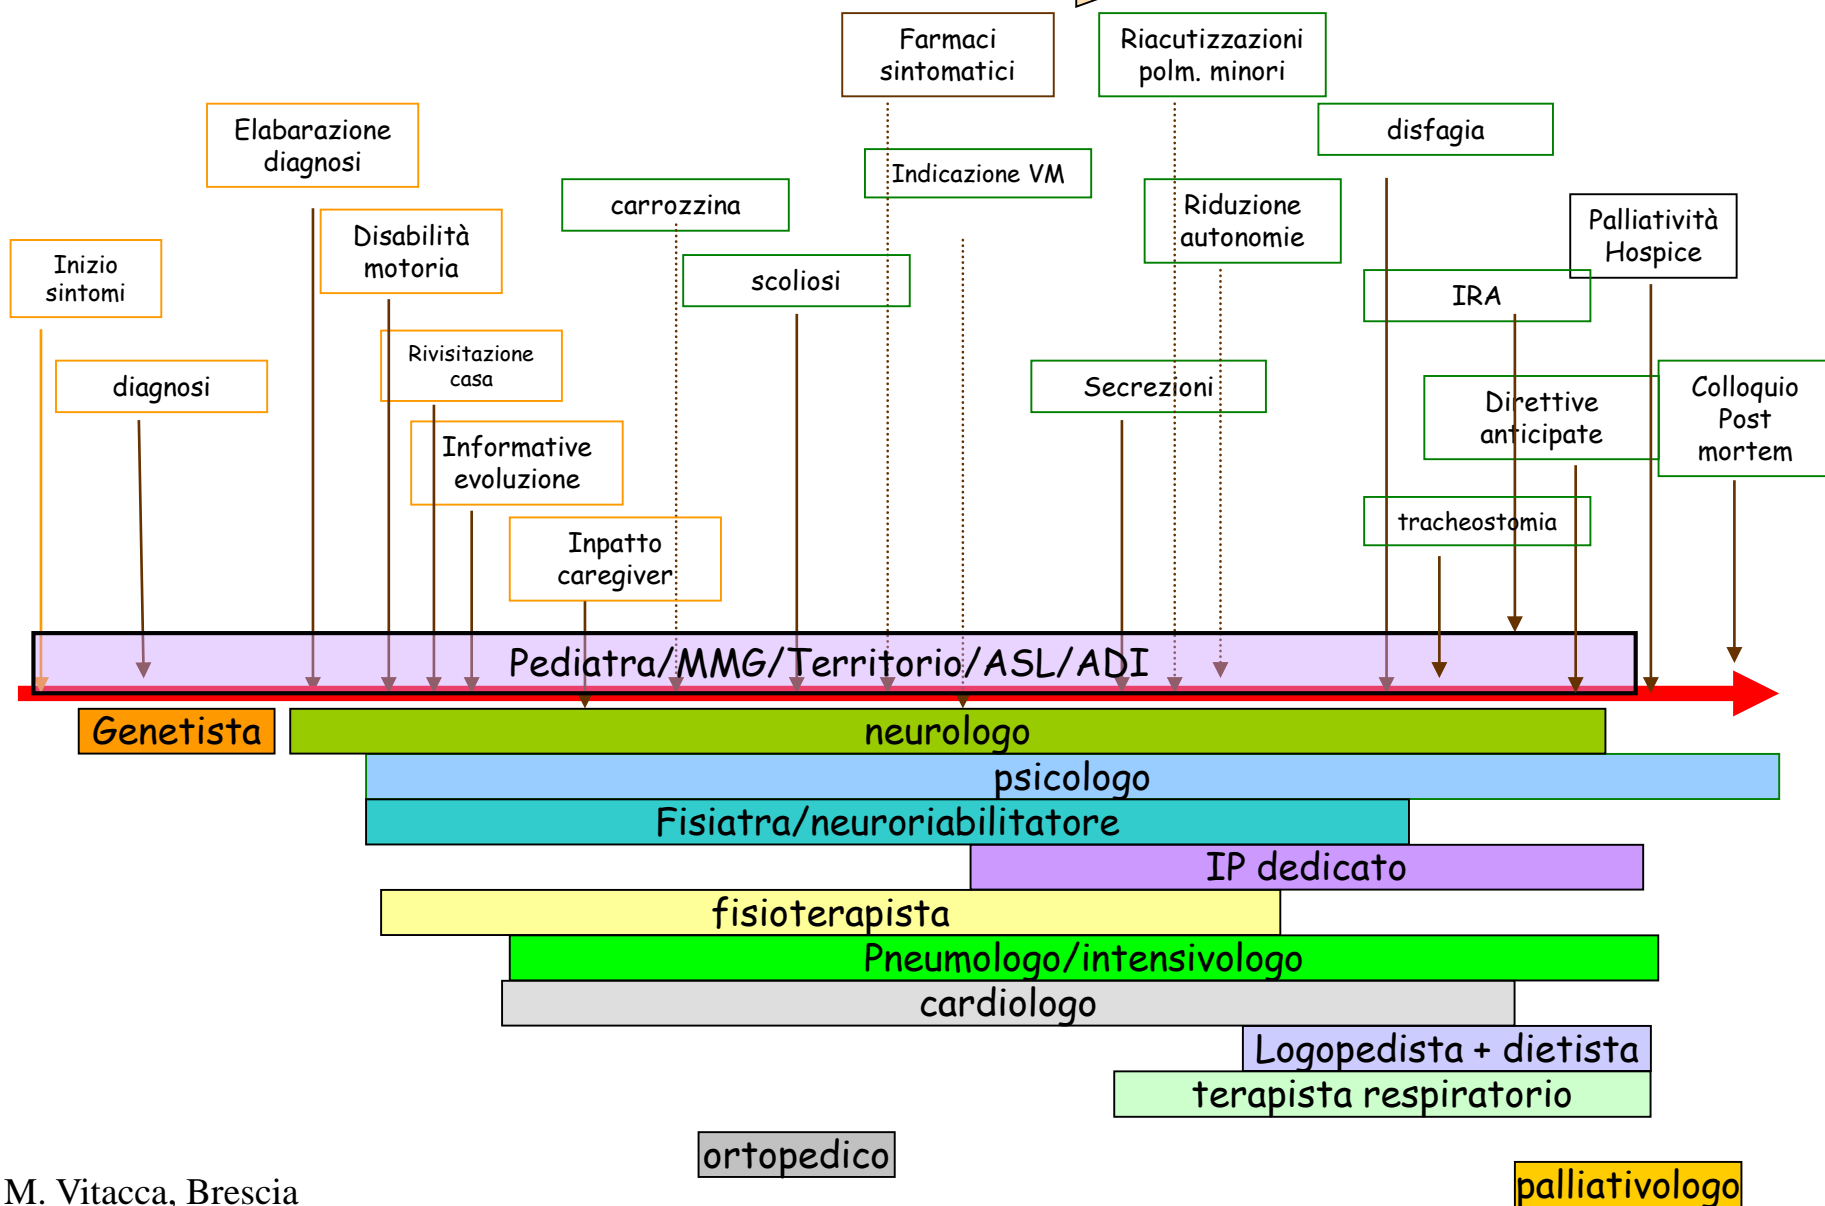 Farmaci
sintomatici
Riacutizzazioni
polm. minori
Elabarazione
diagnosi
disfagia
Indicazione VM
carrozzina
Riduzione
autonomie
Palliatività
Hospice
Disabilità
motoria
Inizio
sintomi
scoliosi
IRA
Rivisitazione
casa
diagnosi
Secrezioni
Direttive
anticipate
Colloquio
Post
mortem
Informative
evoluzione
tracheostomia
Inpatto
caregiver
Pediatra/MMG/Territorio/ASL/ADI
Genetista
neurologo
psicologo
Fisiatra/neuroriabilitatore
IP dedicato
fisioterapista
Pneumologo/intensivologo
cardiologo
Logopedista + dietista
terapista respiratorio
ortopedico
palliativologo
M. Vitacca, Brescia